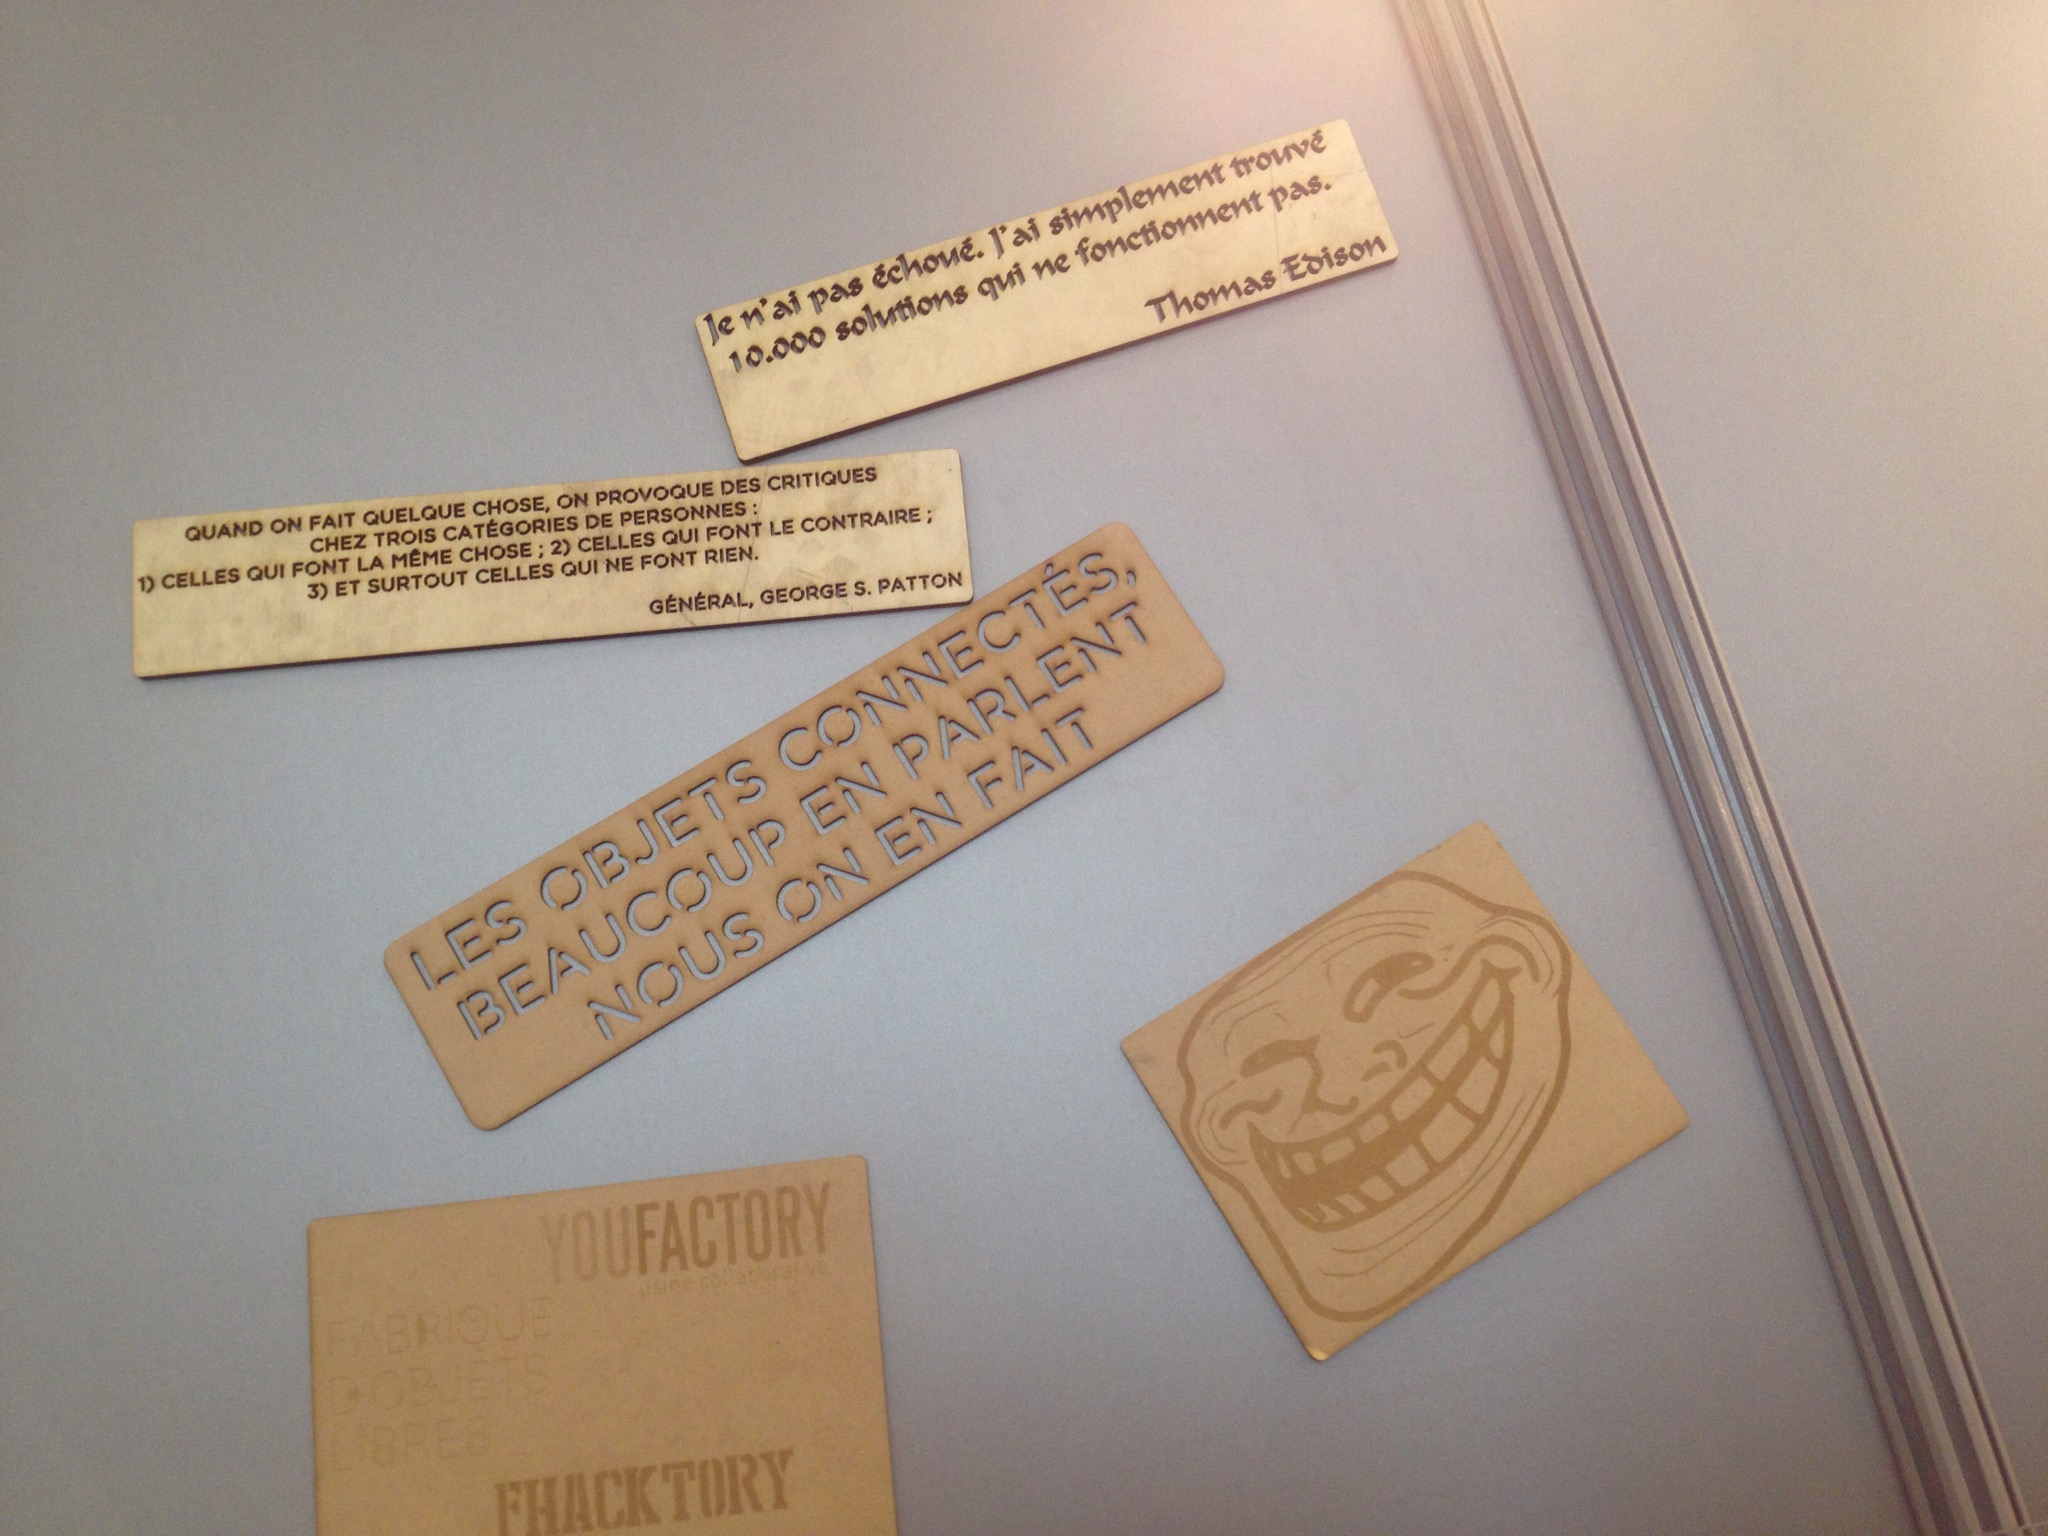 Je n'ai pas échoué. J'ai simplement trouvé
10.000 solutions qui ne fonctionnent pas.
Thomas Edison
QUAND ON FAIT QUELQUE CHOSE, ON PROVOQUE DES CRITIQUES
CHEZ TROIS CATÉGORIES DE PERSONNES :
1) CELLES QUI FONT LA MÊME CHOSE ; 2) CELLES QUI FONT LE CONTRAIRE ;
3) ET SURTOUT CELLES QUI NE FONT RIEN.
GÉNÉRAL, GEORGE S. PATTON
LES OBJETS CONNECTÉS,
BEAUCOUP EN PARLENT
NOUS ON EN FAIT
YOUFACTORY
usine collaborative
FABRIQUE
D'OBJETS
LIBRES
FHACKTORY